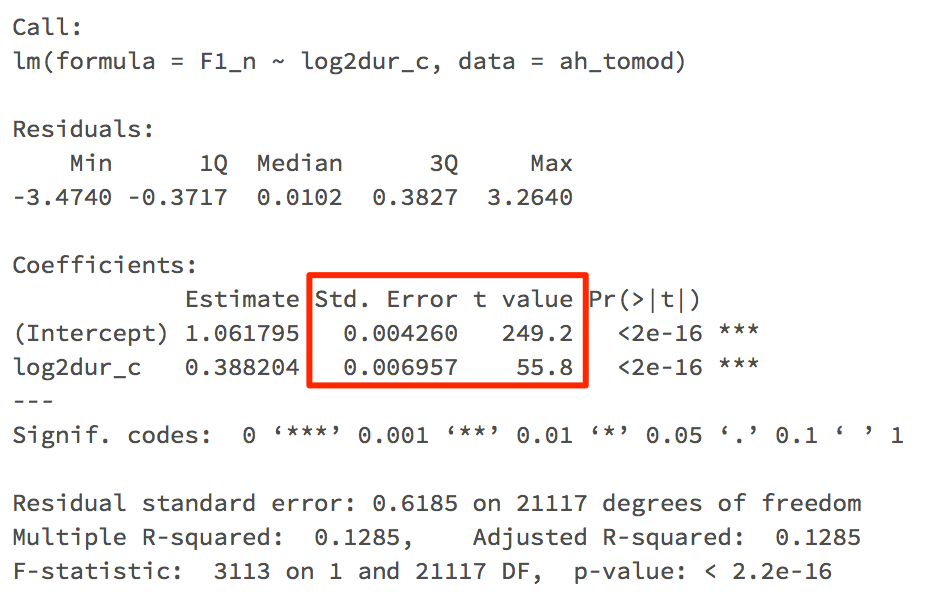 Call:
lm(formula = F1_n ~ log2dur_c, data = ah_tomod)
Residuals:
    Min      1Q  Median      3Q     Max
-3.4740 -0.3717  0.0102  0.3827  3.2640
Coefficients:
            Estimate Std. Error t value Pr(>|t|)
(Intercept) 1.061795   0.004260   249.2   <2e-16 ***
log2dur_c   0.388204   0.006957    55.8   <2e-16 ***
---
Signif. codes:  0 ‘***’ 0.001 ‘**’ 0.01 ‘*’ 0.05 ‘.’ 0.1 ‘ ’ 1
Residual standard error: 0.6185 on 21117 degrees of freedom
Multiple R-squared:  0.1285,    Adjusted R-squared:  0.1285
F-statistic:  3113 on 1 and 21117 DF,  p-value: < 2.2e-16